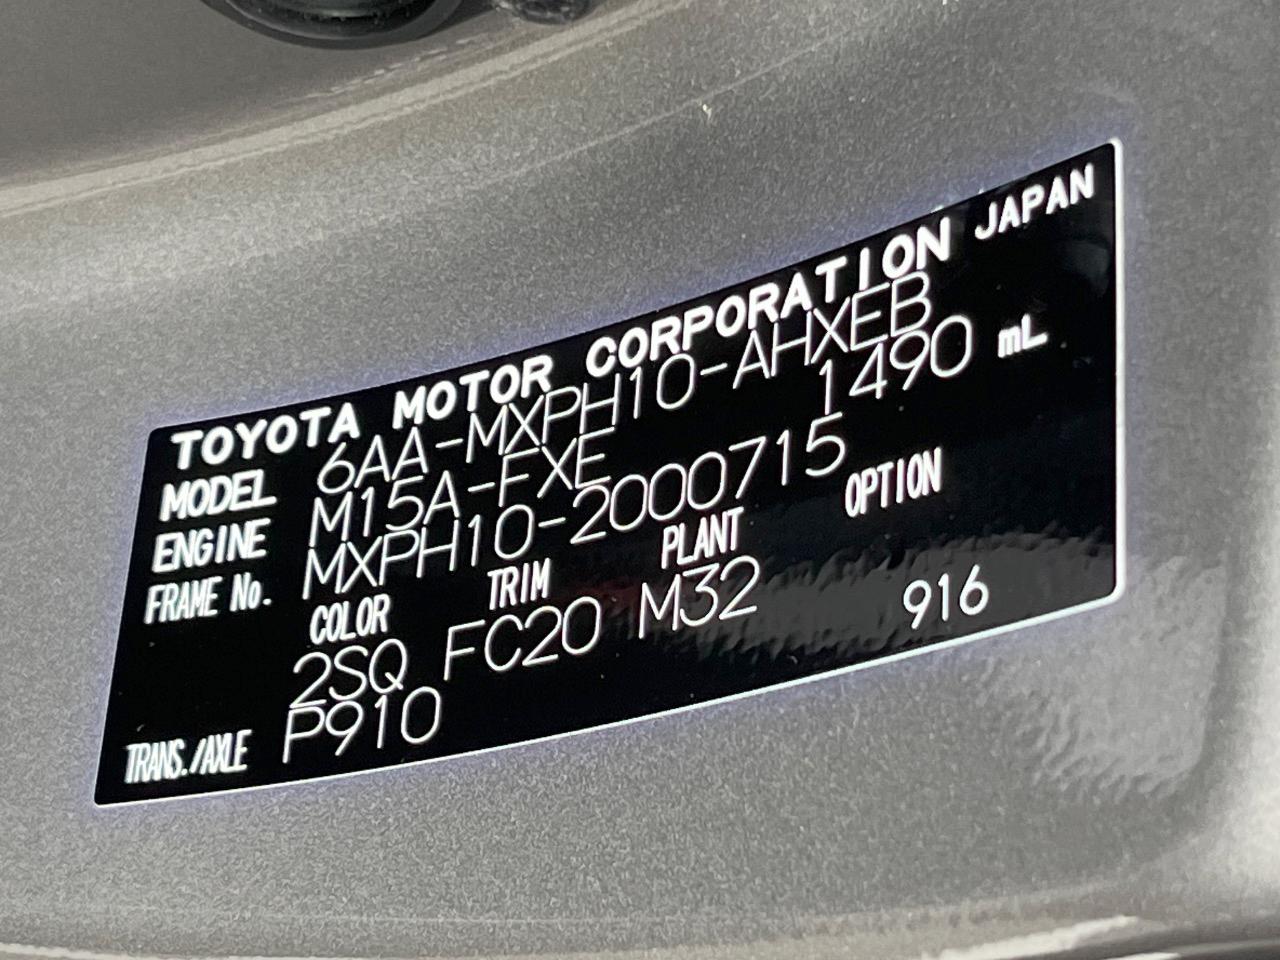 TOYOTA MOTOR CORPORATION JAPAN
MODEL 6AA-MXPH10-AHXEB
ENGINE M15A-FXE 1490 mL
FRAME No. MXPH10-2000715
COLOR TRIM PLANT OPTION
2SQ FC20 M32 916
TRANS./AXLE P910